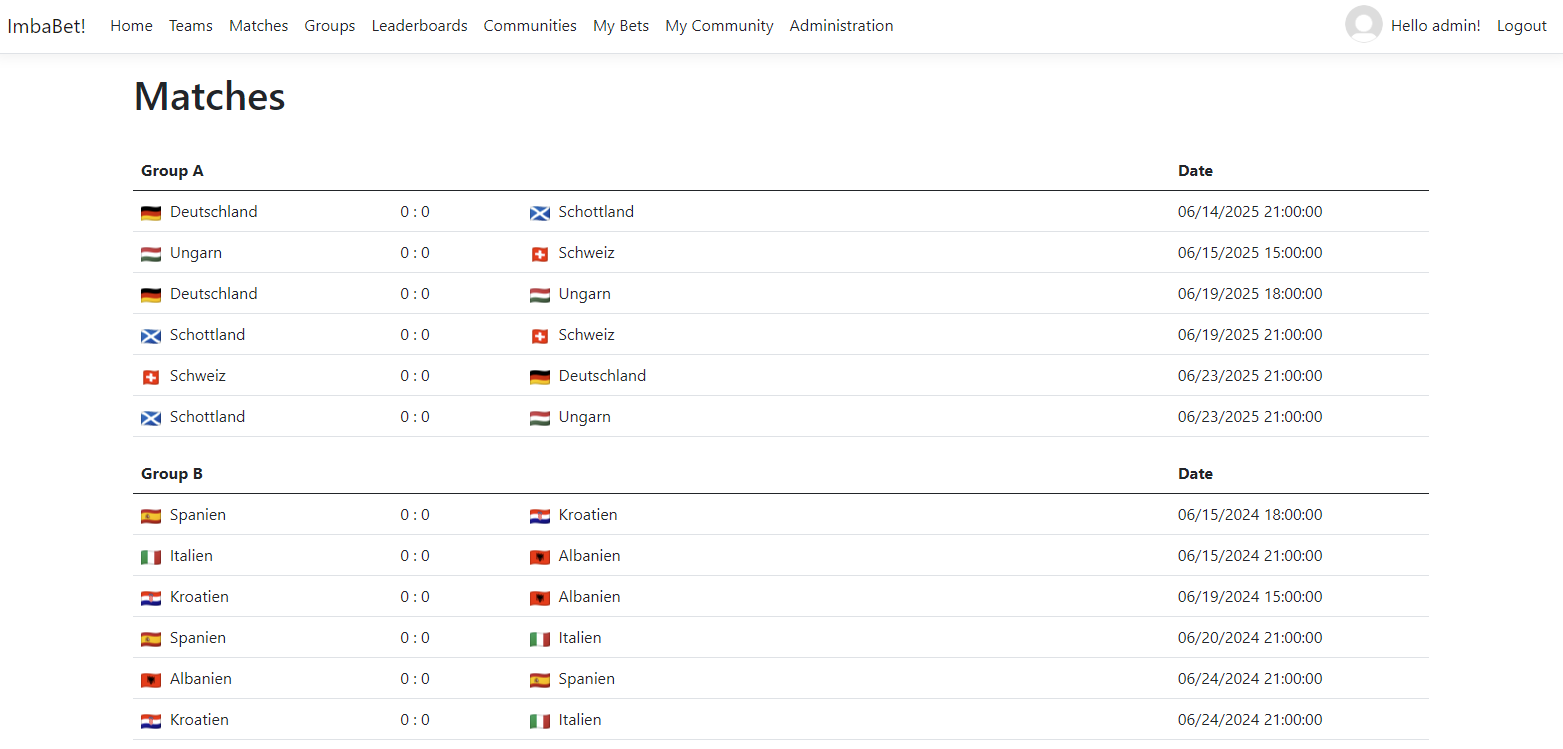 ImbaBet! Home Teams Matches Groups Leaderboards Communities My Bets My Community Administration Hello admin! Logout
Matches
Group A Date
Deutschland 0 : 0 Schottland 06/14/2025 21:00:00
Ungarn 0 : 0 Schweiz 06/15/2025 15:00:00
Deutschland 0 : 0 Ungarn 06/19/2025 18:00:00
Schottland 0 : 0 Schweiz 06/19/2025 21:00:00
Schweiz 0 : 0 Deutschland 06/23/2025 21:00:00
Schottland 0 : 0 Ungarn 06/23/2025 21:00:00
Group B Date
Spanien 0 : 0 Kroatien 06/15/2024 18:00:00
Italien 0 : 0 Albanien 06/15/2024 21:00:00
Kroatien 0 : 0 Albanien 06/19/2024 15:00:00
Spanien 0 : 0 Italien 06/20/2024 21:00:00
Albanien 0 : 0 Spanien 06/24/2024 21:00:00
Kroatien 0 : 0 Italien 06/24/2024 21:00:00